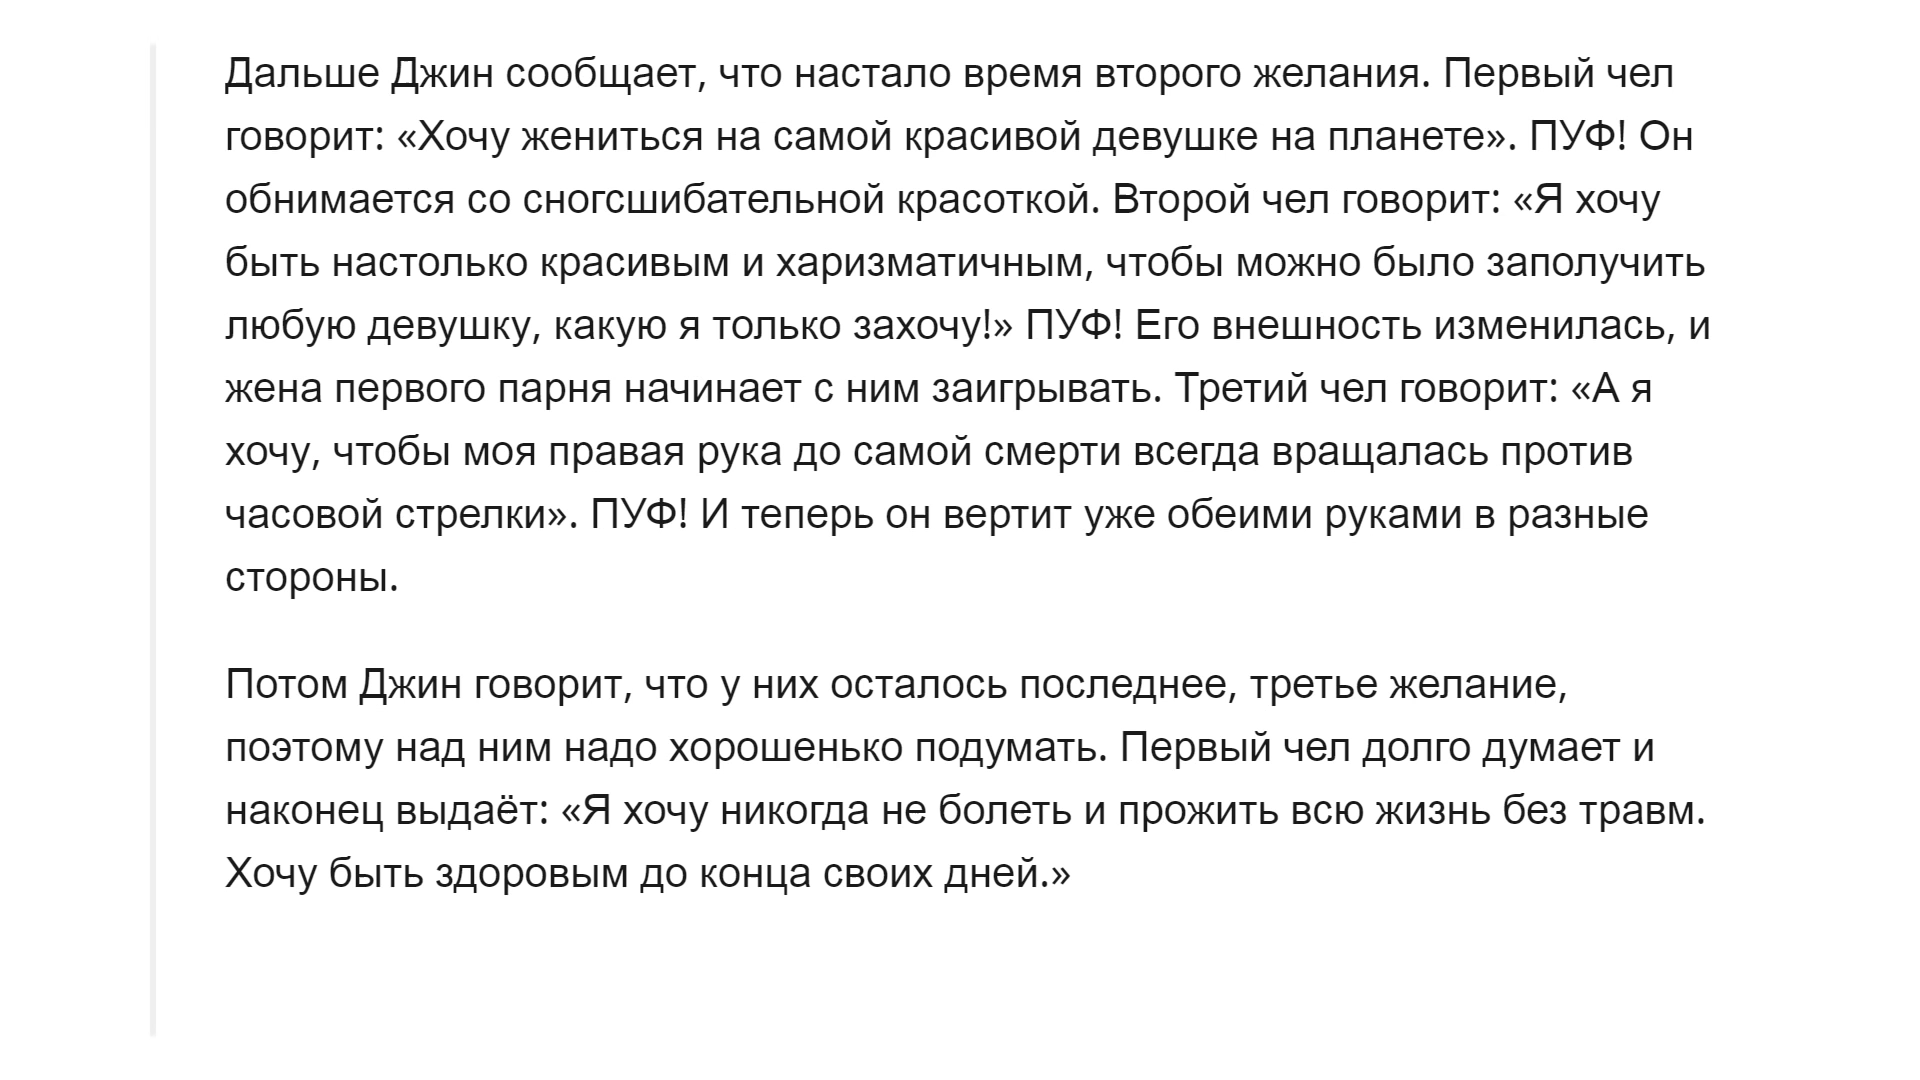 Дальше Джин сообщает, что настало время второго желания. Первый чел
говорит: «Хочу жениться на самой красивой девушке на планете». ПУФ! Он
обнимается со сногсшибательной красоткой. Второй чел говорит: «Я хочу
быть настолько красивым и харизматичным, чтобы можно было заполучить
любую девушку, какую я только захочу!» ПУФ! Его внешность изменилась, и
жена первого парня начинает с ним заигрывать. Третий чел говорит: «А я
хочу, чтобы моя правая рука до самой смерти всегда вращалась против
часовой стрелки». ПУФ! И теперь он вертит уже обеими руками в разные
стороны.
Потом Джин говорит, что у них осталось последнее, третье желание,
поэтому над ним надо хорошенько подумать. Первый чел долго думает и
наконец выдаёт: «Я хочу никогда не болеть и прожить всю жизнь без травм.
Хочу быть здоровым до конца своих дней.»